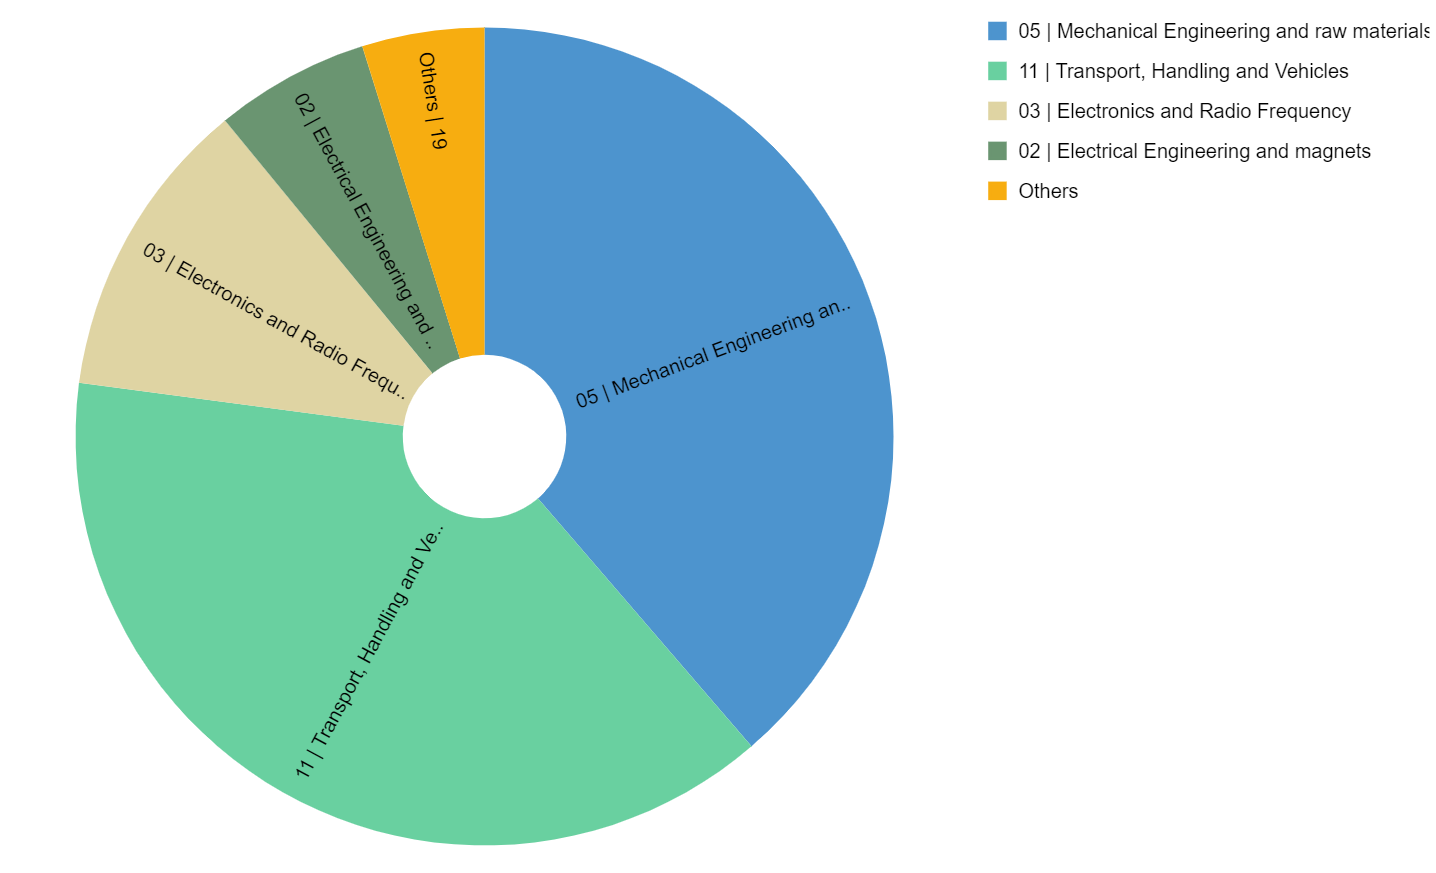 05 | Mechanical Engineering and raw materials
11 | Transport, Handling and Vehicles
03 | Electronics and Radio Frequency
02 | Electrical Engineering and magnets
Others
Others | 19
02 | Electrical Engineering and ..
03 | Electronics and Radio Frequ..
05 | Mechanical Engineering an..
11 | Transport, Handling and Ve..